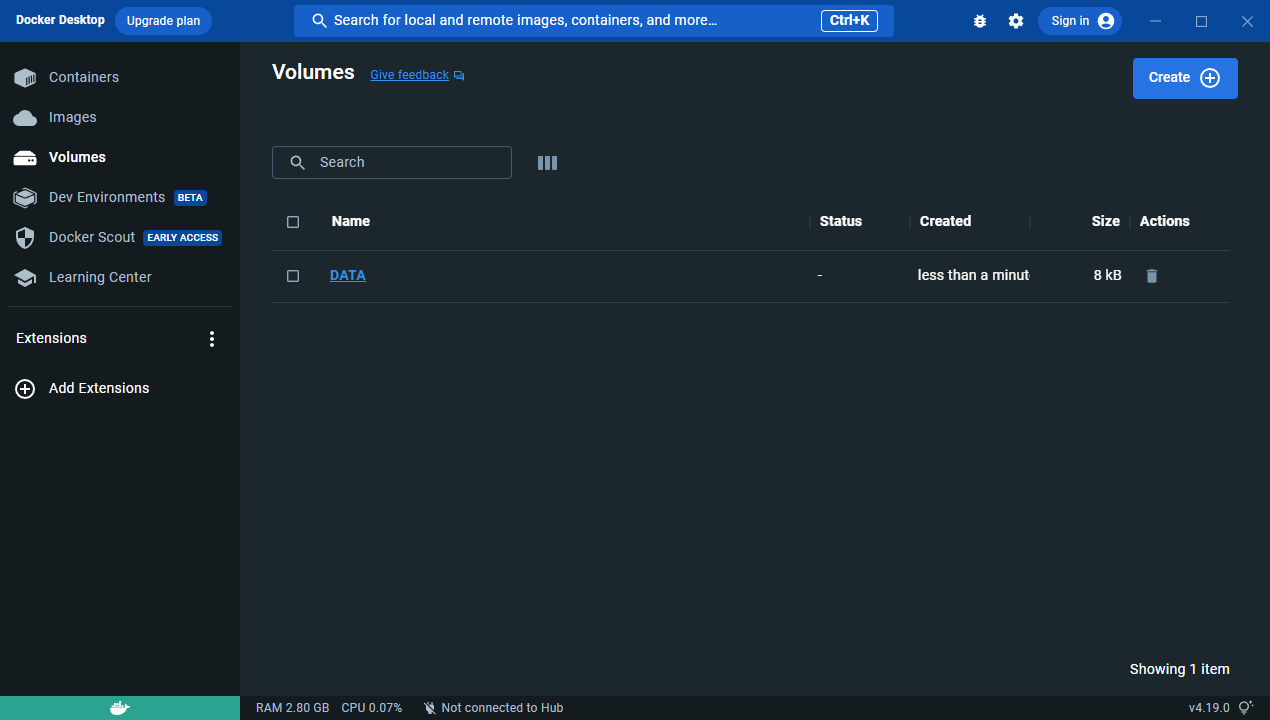 Docker Desktop Upgrade plan Search for local and remote images, containers, and more... Ctrl+K Sign in
Containers
Images
Volumes
Dev Environments BETA
Docker Scout EARLY ACCESS
Learning Center
Extensions
Add Extensions
Volumes Give feedback
Create
Search
Name Status Created Size Actions
DATA - less than a minut 8 kB
Showing 1 item
RAM 2.80 GB CPU 0.07% Not connected to Hub v4.19.0